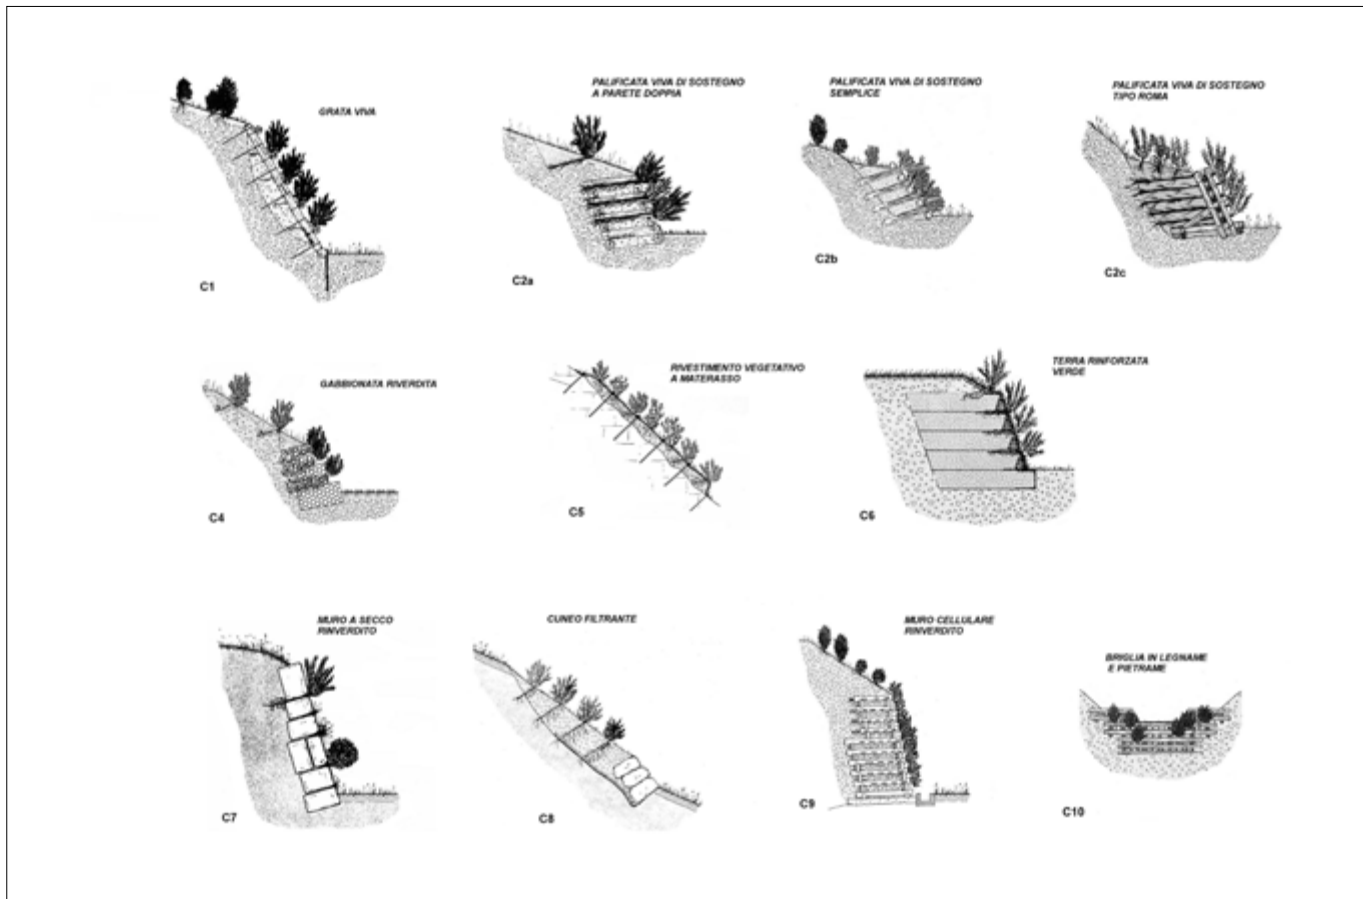 GRATA VIVA
C1
PALIFICATA VIVA DI SOSTEGNO
A PARETE DOPPIA
C2a
PALIFICATA VIVA DI SOSTEGNO
SEMPLICE
C2b
PALIFICATA VIVA DI SOSTEGNO
TIPO ROMA
C2c
GABBIONATA RIVERDITA
C4
RIVESTIMENTO VEGETATIVO
A MATERASSO
C5
TERRA RINFORZATA
VERDE
C6
MURO A SECCO
RINVERDITO
C7
CUNEO FILTRANTE
C8
MURO CELLULARE
RINVERDITO
C9
BRIGLIA IN LEGNAME
E PIETRAME
C10